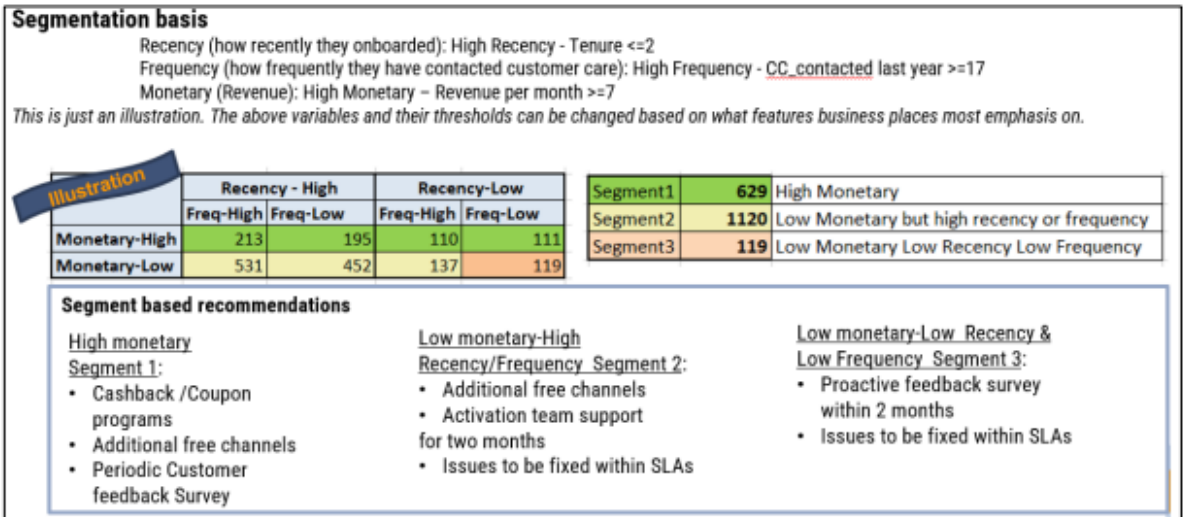 Segmentation basis
Recency (how recently they onboarded): High Recency - Tenure <=2
Frequency (how frequently they have contacted customer care): High Frequency - CC_contacted last year >=17
Monetary (Revenue): High Monetary – Revenue per month >=7
This is just an illustration. The above variables and their thresholds can be changed based on what features business places most emphasis on.
Illustration
Recency - High Recency-Low
Freq-High Freq-Low Freq-High Freq-Low
Monetary-High 213 195 110 111
Monetary-Low 531 452 137 119
Segment1 629 High Monetary
Segment2 1120 Low Monetary but high recency or frequency
Segment3 119 Low Monetary Low Recency Low Frequency
Segment based recommendations
High monetary
Segment 1:
• Cashback /Coupon
programs
• Additional free channels
• Periodic Customer
feedback Survey
Low monetary-High
Recency/Frequency Segment 2:
• Additional free channels
• Activation team support
for two months
• Issues to be fixed within SLAs
Low monetary-Low Recency &
Low Frequency Segment 3:
• Proactive feedback survey
within 2 months
• Issues to be fixed within SLAs